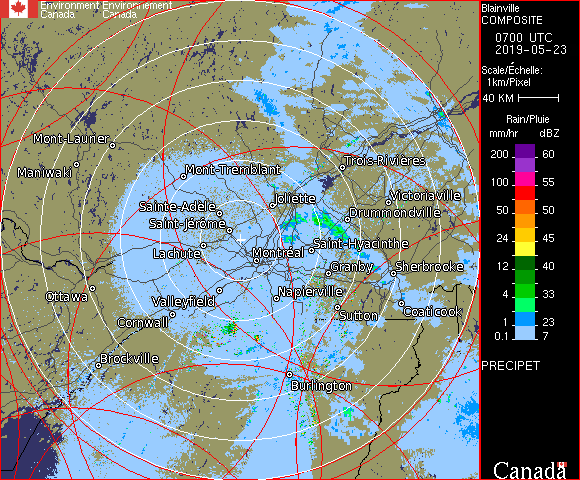 Environment Environnement
Canada Canada
Blainville
COMPOSITE
0700 UTC
2019-05-23
Scale/Échelle:
1km/Pixel
40 KM
Rain/Pluie
mm/hr dBZ
200 60
100 55
50 50
24 45
12 40
4 33
1 23
0.1 7
PRECIPET
Canada
Mont-Laurier
Maniwaki
Mont-Tremblant
Trois-Rivières
Joliette
Victoriaville
Sainte-Adèle
Drummondville
Saint-Jérôme
Lachute
Montréal
Saint-Hyacinthe
Granby
Sherbrooke
Ottawa
Valleyfield
Napierville
Cornwall
Sutton
Coaticook
Brockville
Burlington